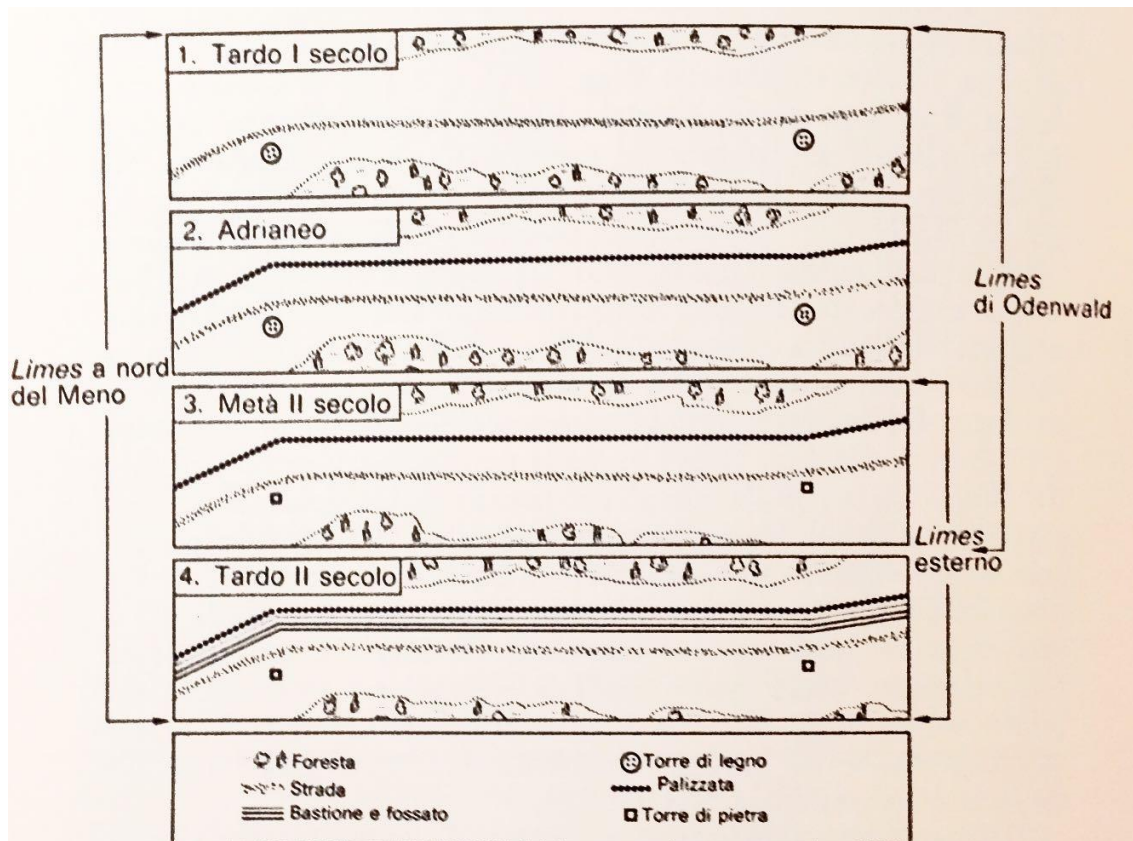 1. Tardo I secolo
2. Adrianeo
Limes
di Odenwald
Limes a nord
del Meno
3. Metà II secolo
Limes
esterno
4. Tardo II secolo
Foresta
Torre di legno
Strada
Palizzata
Bastione e fossato
Torre di pietra